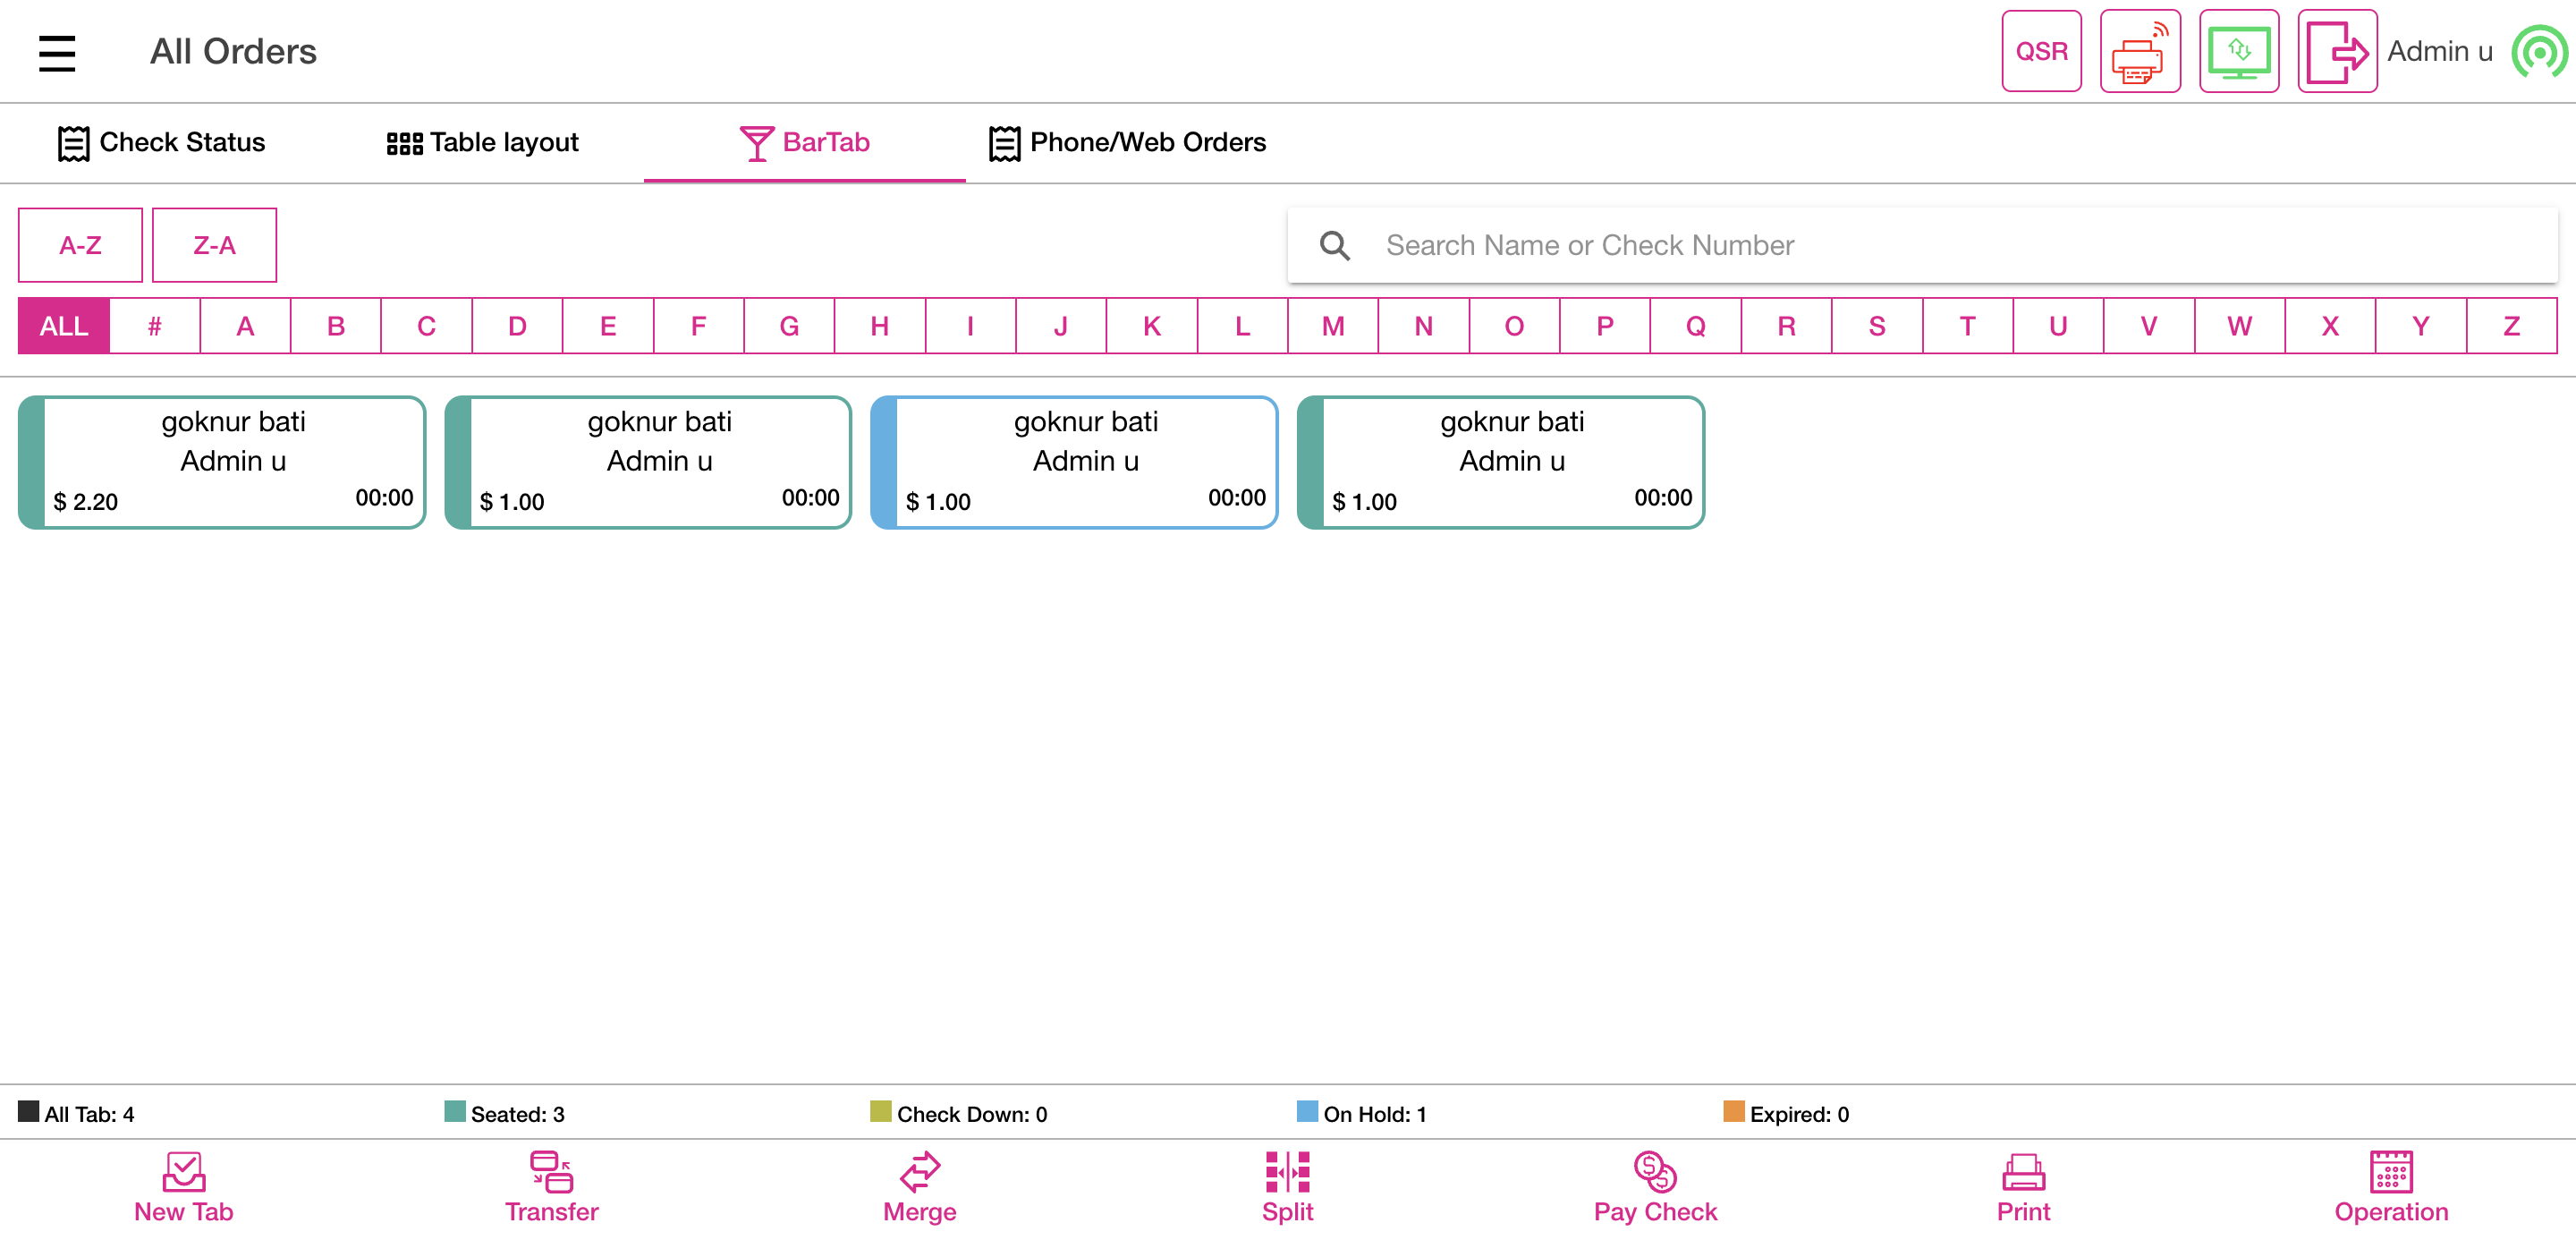 All Orders
QSR
Admin u
Check Status
Table layout
BarTab
Phone/Web Orders
A-Z
Z-A
Search Name or Check Number
ALL # A B C D E F G H I J K L M N O P Q R S T U V W X Y Z
goknur bati
Admin u
$ 2.20 00:00
goknur bati
Admin u
$ 1.00 00:00
goknur bati
Admin u
$ 1.00 00:00
goknur bati
Admin u
$ 1.00 00:00
All Tab: 4
Seated: 3
Check Down: 0
On Hold: 1
Expired: 0
New Tab
Transfer
Merge
Split
Pay Check
Print
Operation